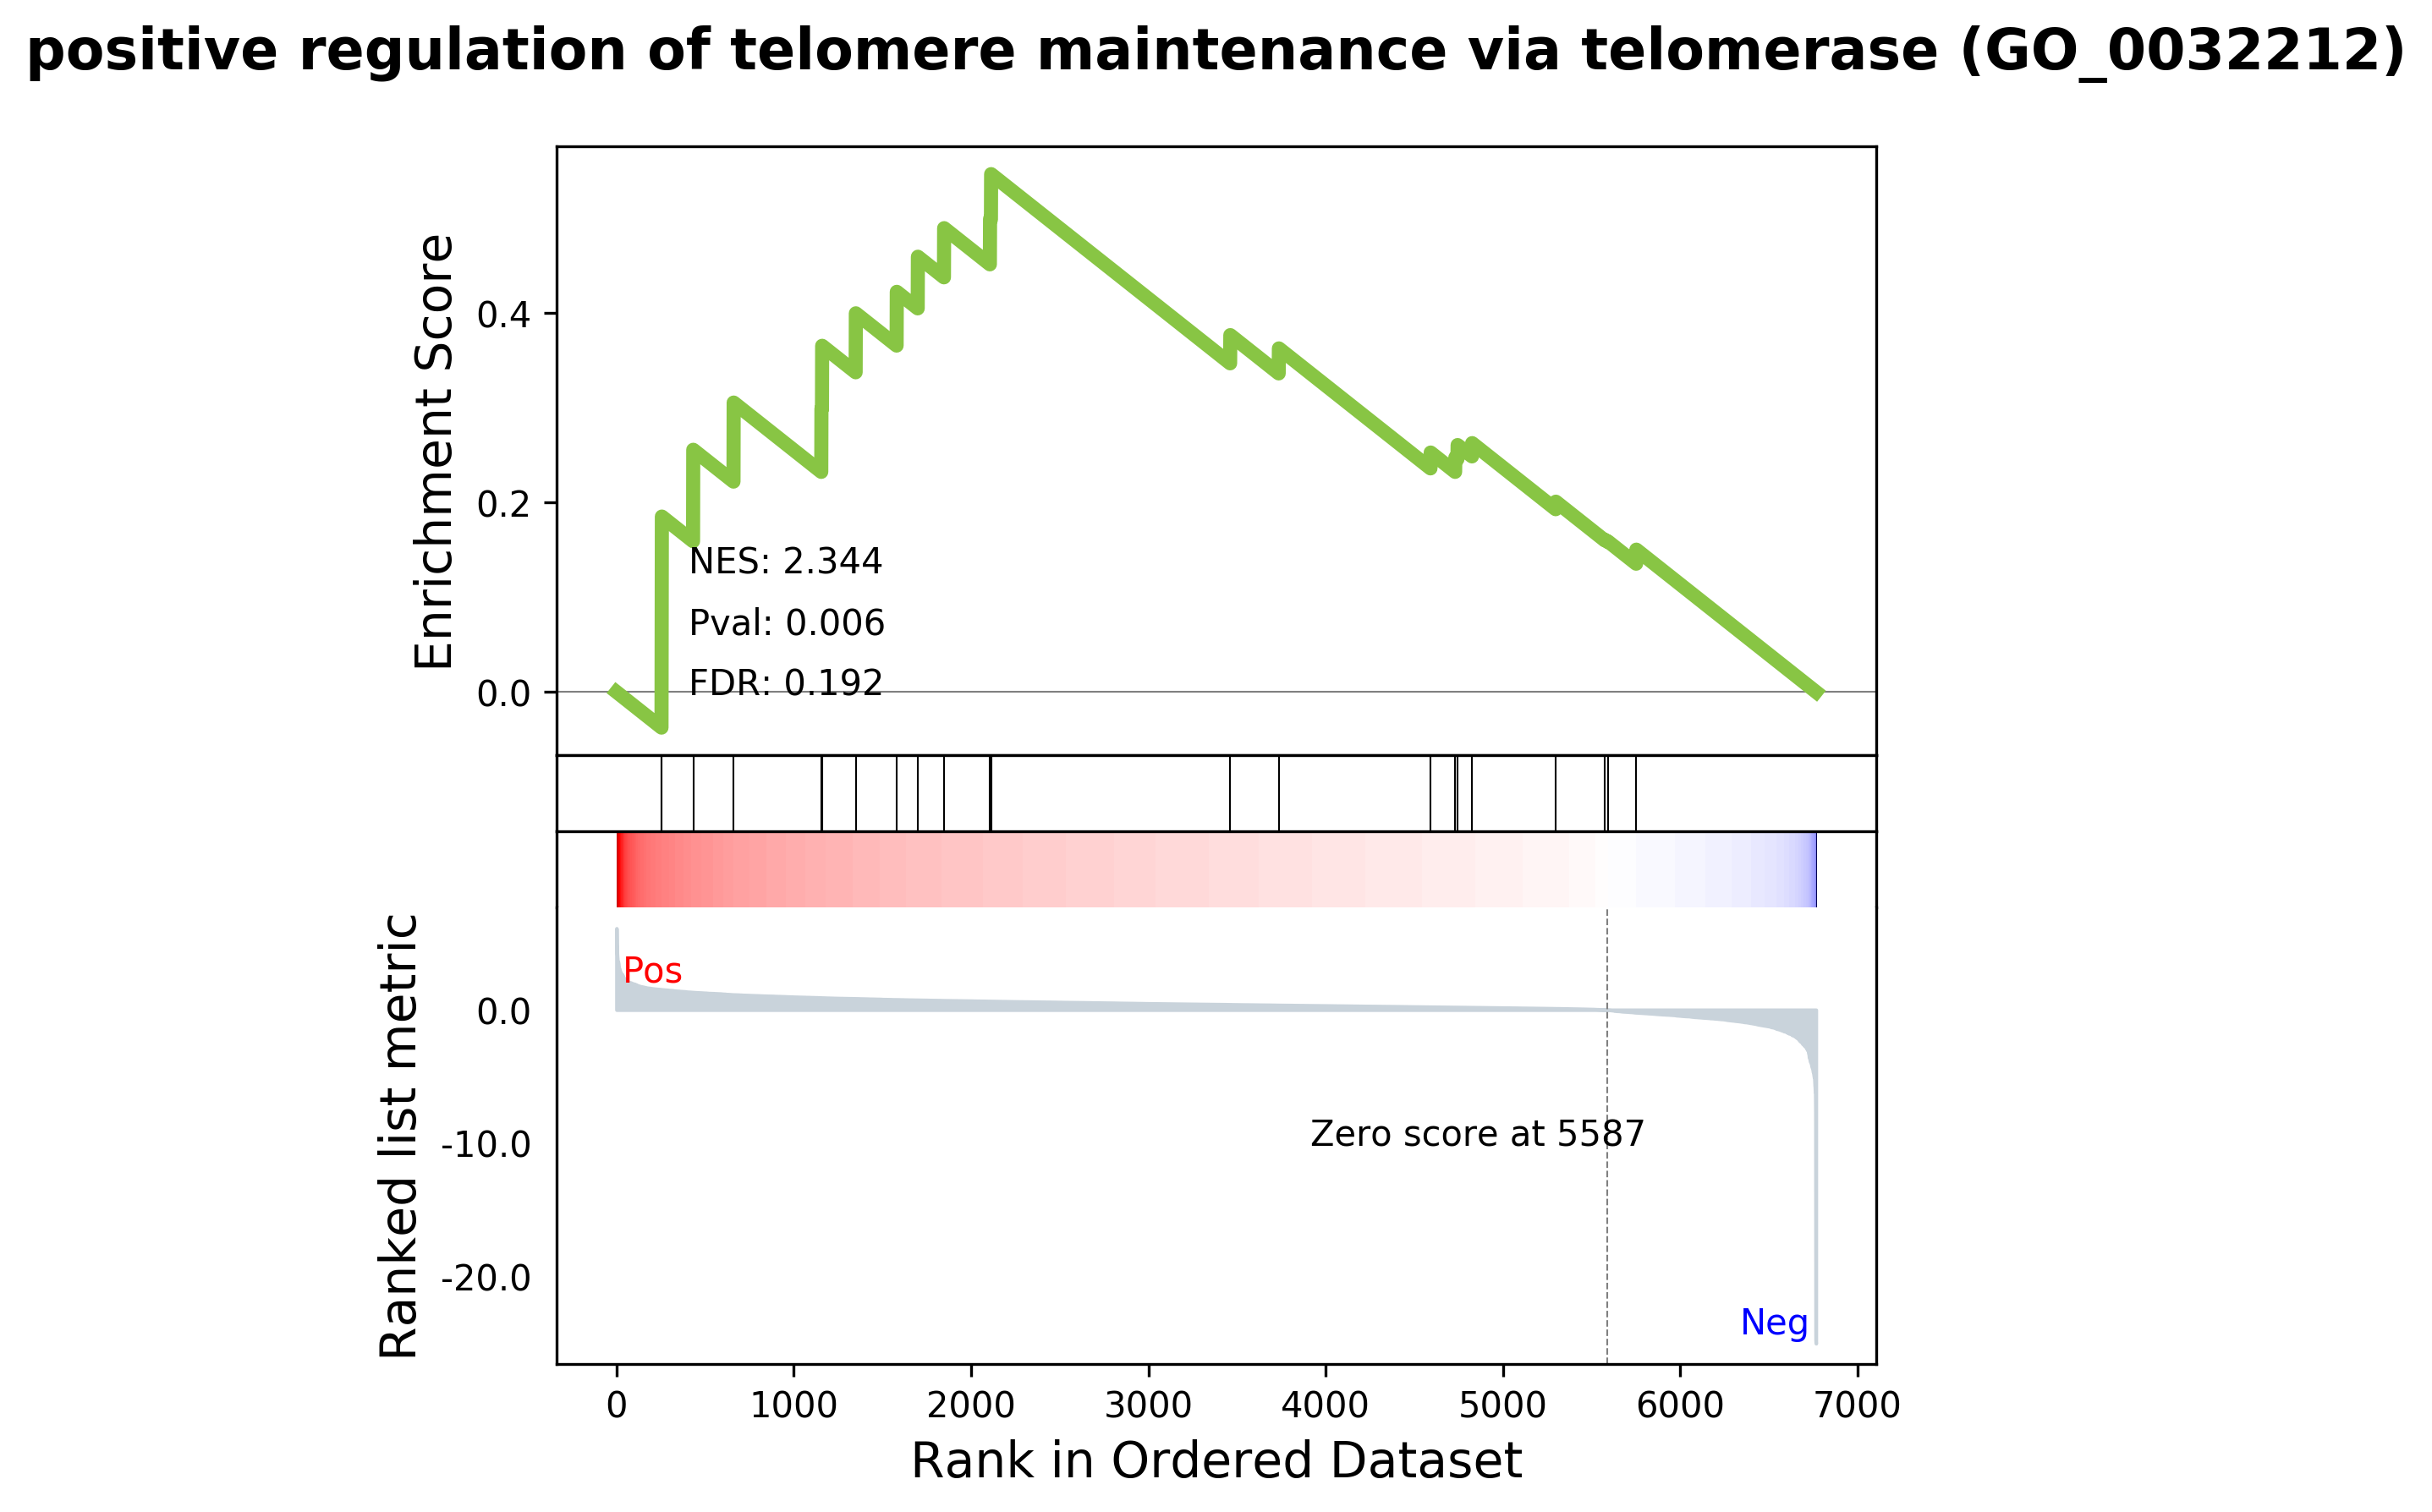 positive regulation of telomere maintenance via telomerase (GO_0032212)
Enrichment Score
0.4
0.2
0.0
NES: 2.344
Pval: 0.006
FDR: 0.192
Ranked list metric
0.0
-10.0
-20.0
Pos
Zero score at 5587
Neg
0 1000 2000 3000 4000 5000 6000 7000
Rank in Ordered Dataset